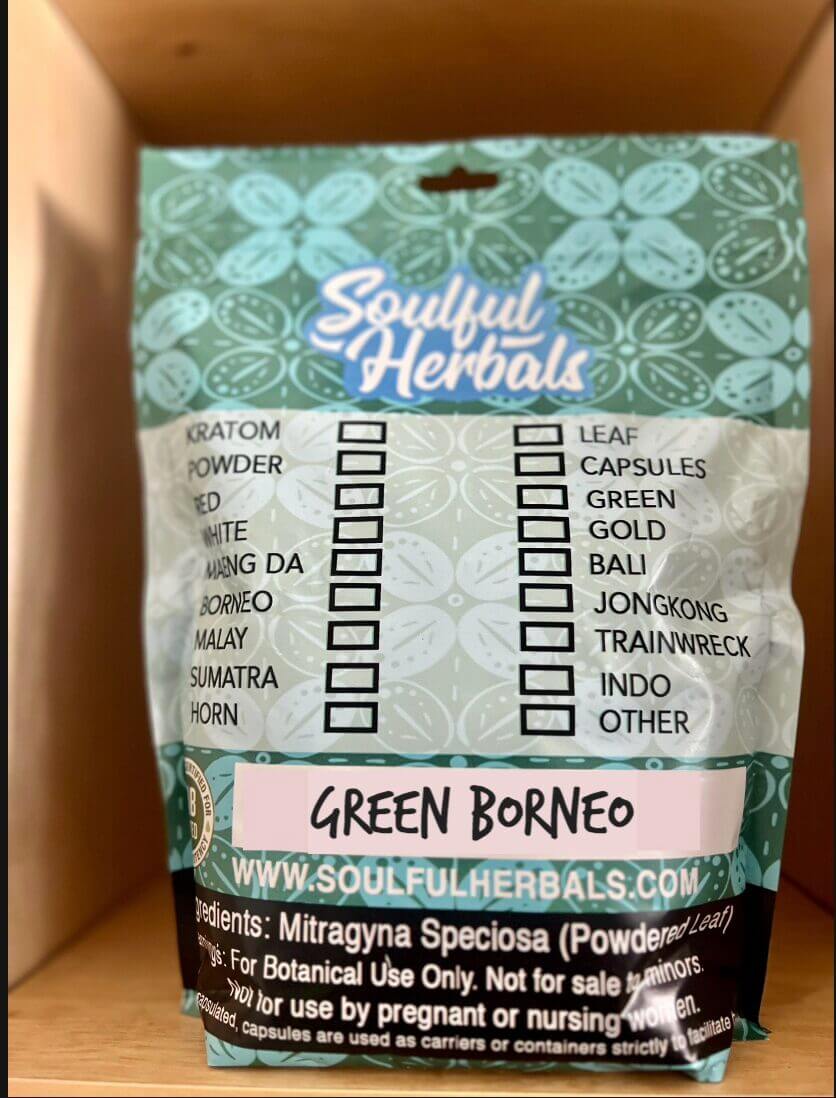 Soulful
Herbals
KRATOM LEAF
POWDER CAPSULES
RED GREEN
WHITE GOLD
MAENG DA BALI
BORNEO JONGKONG
MALAY TRAINWRECK
SUMATRA INDO
HORN OTHER
GREEN BORNEO
WWW.SOULFULHERBALS.COM
gredients: Mitragyna Speciosa (Powdered Leaf)
For Botanical Use Only. Not for sale to minors.
Not for use by pregnant or nursing women.
capsules are used as carriers or containers strictly to facilitate